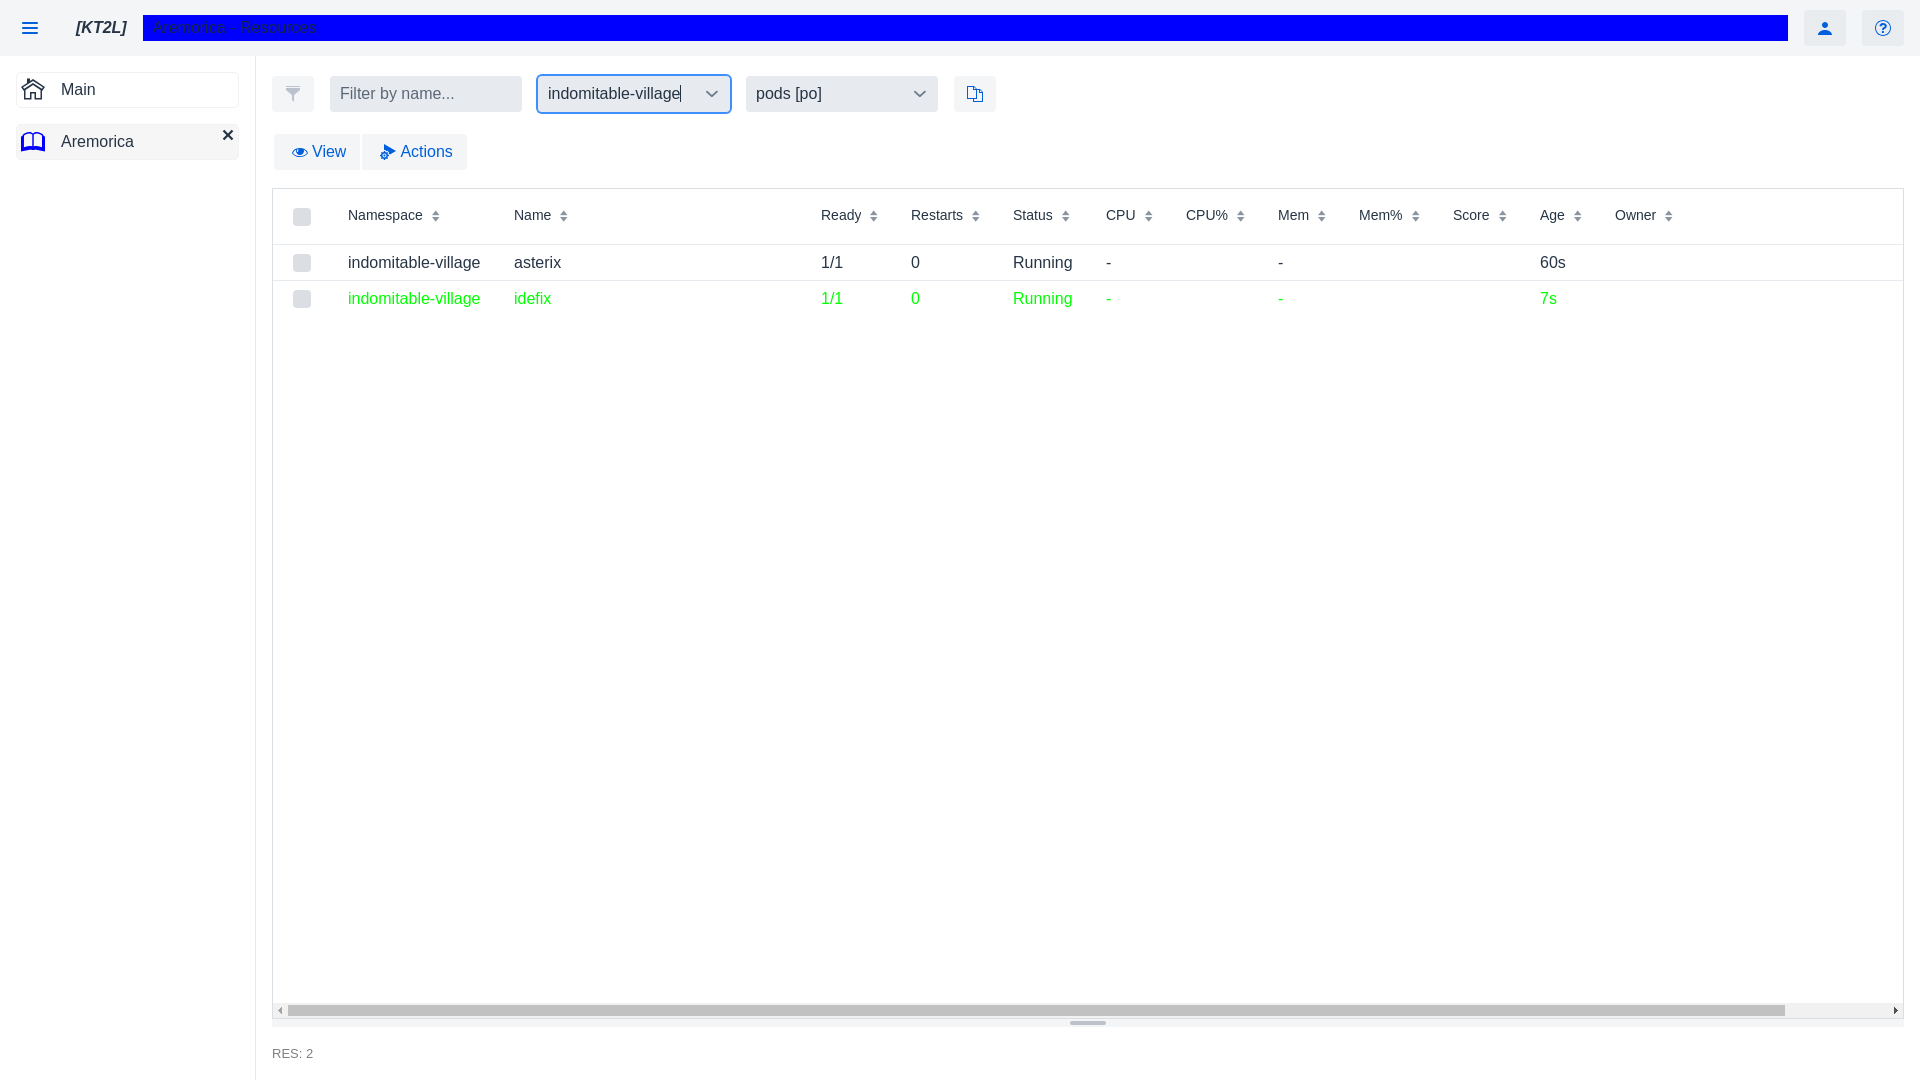 [KT2L]
Aremorica - Resources
Main
Aremorica
Filter by name...
indomitable-village
pods [po]
View
Actions
Namespace Name Ready Restarts Status CPU CPU% Mem Mem% Score Age Owner
indomitable-village asterix 1/1 0 Running - - 60s
indomitable-village idefix 1/1 0 Running - - 7s
RES: 2